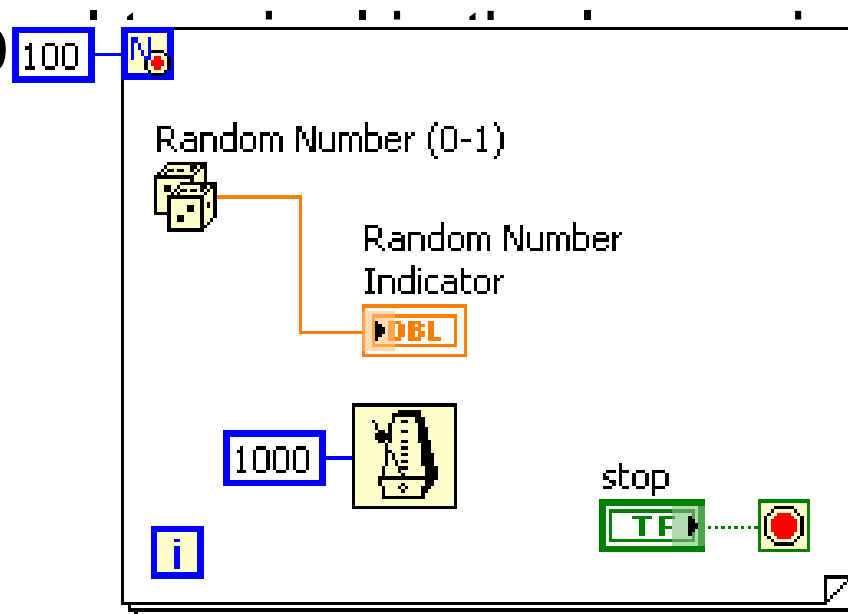 100
N
Random Number (0-1)
Random Number
Indicator
DBL
1000
stop
TF
i